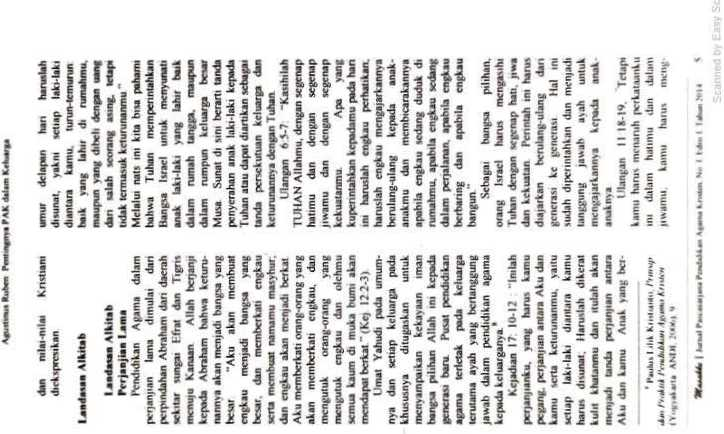 Agustinus Ruben Pentingnya PAK dalam Keluarga
dan nilai-nilai Kristiani
diekspresikan
Landasan Alkitab
Landasan Alkitab
Perjanjian Lama
Pendidikan Agama dalam
perjanjian lama dimulai dari
perpindahan Abraham dari daerah
sekitar sungai Efrat dan Tigris
menuju Kanaan. Allah berjanji
kepada Abraham bahwa keturu-
nannya akan menjadi bangsa yang
besar. "Aku akan membuat
engkau menjadi bangsa yang
besar, dan memberkati engkau
serta membuat namamu masyhur;
dan engkau akan menjadi berkat.
Aku memberkati orang-orang yang
akan memberkati engkau, dan
mengutuk orang-orang yang
mengutuk engkau dan olehmu
semua kaum di muka bumi akan
mendapat berkat." (Kej. 12:2-3).
Umat Yahudi pada umum-
nya dan setiap keluarga pada
khususnya ditugaskan untuk
menyampaikan kekayaan iman
bangsa pilihan Allah ini kepada
generasi baru. Pusat pendidikan
agama terletak pada keluarga
terutama ayah yang bertanggung
jawab dalam pendidikan agama
kepada keluarganya.
Kejadian 17: 10-12 : "Inilah
perjanjianku, yang harus kamu
pegang, perjanjian antara Aku dan
kamu serta keturunanmu, yaitu
setiap laki-laki diantara kamu
harus disunat; Haruslah dikerat
kulit khatanmu dan itulah akan
menjadi tanda perjanjian antara
Aku dan kamu. Anak yang ber-
Paulus Lilik Kristianto, Prinsip
dan Praktik Pendidikan Agama Kristen
(Yogyakarta: ANDI, 2006), 9
umur delapan hari haruslah
disunat, yakni setiap laki-laki
diantara kamu, turun-temurun:
baik yang lahir di rumahmu,
maupun yang dibeli dengan uang
dari salah seorang asing, tetapi
tidak termasuk keturunanmu."
Melalui nats ini kita bisa pahami
bahwa Tuhan memperintahkan
Bangsa Israel untuk menyunati
anak laki-laki yang lahir baik
dalam rumah tangga, maupun
dalam rumpun keluarga besar
Musa. Sunat di sini berarti tanda
penyerahan anak laki-laki kepada
Tuhan atau dapat diartikan sebagai
tanda persekutuan keluarga dan
keturunannya dengan Tuhan.
Ulangan 6:5-7: "Kasihilah
TUHAN Allahmu, dengan segenap
hatimu dan dengan segenap
jiwamu dan dengan segenap
kekuatanmu. Apa yang
kuperintahkan kepadamu pada hari
ini haruslah engkau perhatikan,
haruslah engkau mengajarkannya
berulang-ulang kepada anak-
anakmu dan membicarakannya
apabila engkau sedang duduk di
rumahmu, apabila engkau sedang
dalam perjalanan, apabila engkau
berbaring dan apabila engkau
bangun."
Sebagai bangsa pilihan,
orang Israel harus mengasihi
Tuhan dengan segenap hati, jiwa
dan kekuatan. Perintah ini harus
diajarkan berulang-ulang dari
generasi ke generasi. Hal ini
sudah diperintahkan dan menjadi
tanggung jawab ayah untuk
mengajarkannya kepada anak-
anaknya.
Ulangan 11:18-19, "Tetapi
kamu harus menaruh perkataanku
ini dalam hatimu dan dalam
jiwamu, kamu harus meng-
Jurnal Pascasarjana Pendidikan Agama Kristen, No. 1 Edisi 1 Tahun 2014 5
Scanned by Easy Sc